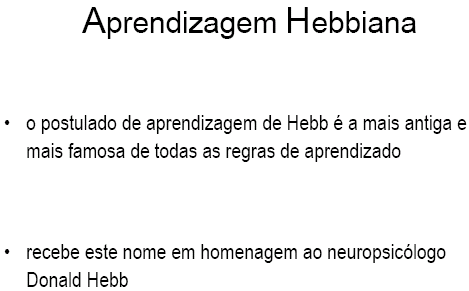 Aprendizagem Hebbiana
• o postulado de aprendizagem de Hebb é a mais antiga e
mais famosa de todas as regras de aprendizado
• recebe este nome em homenagem ao neuropsicólogo
Donald Hebb